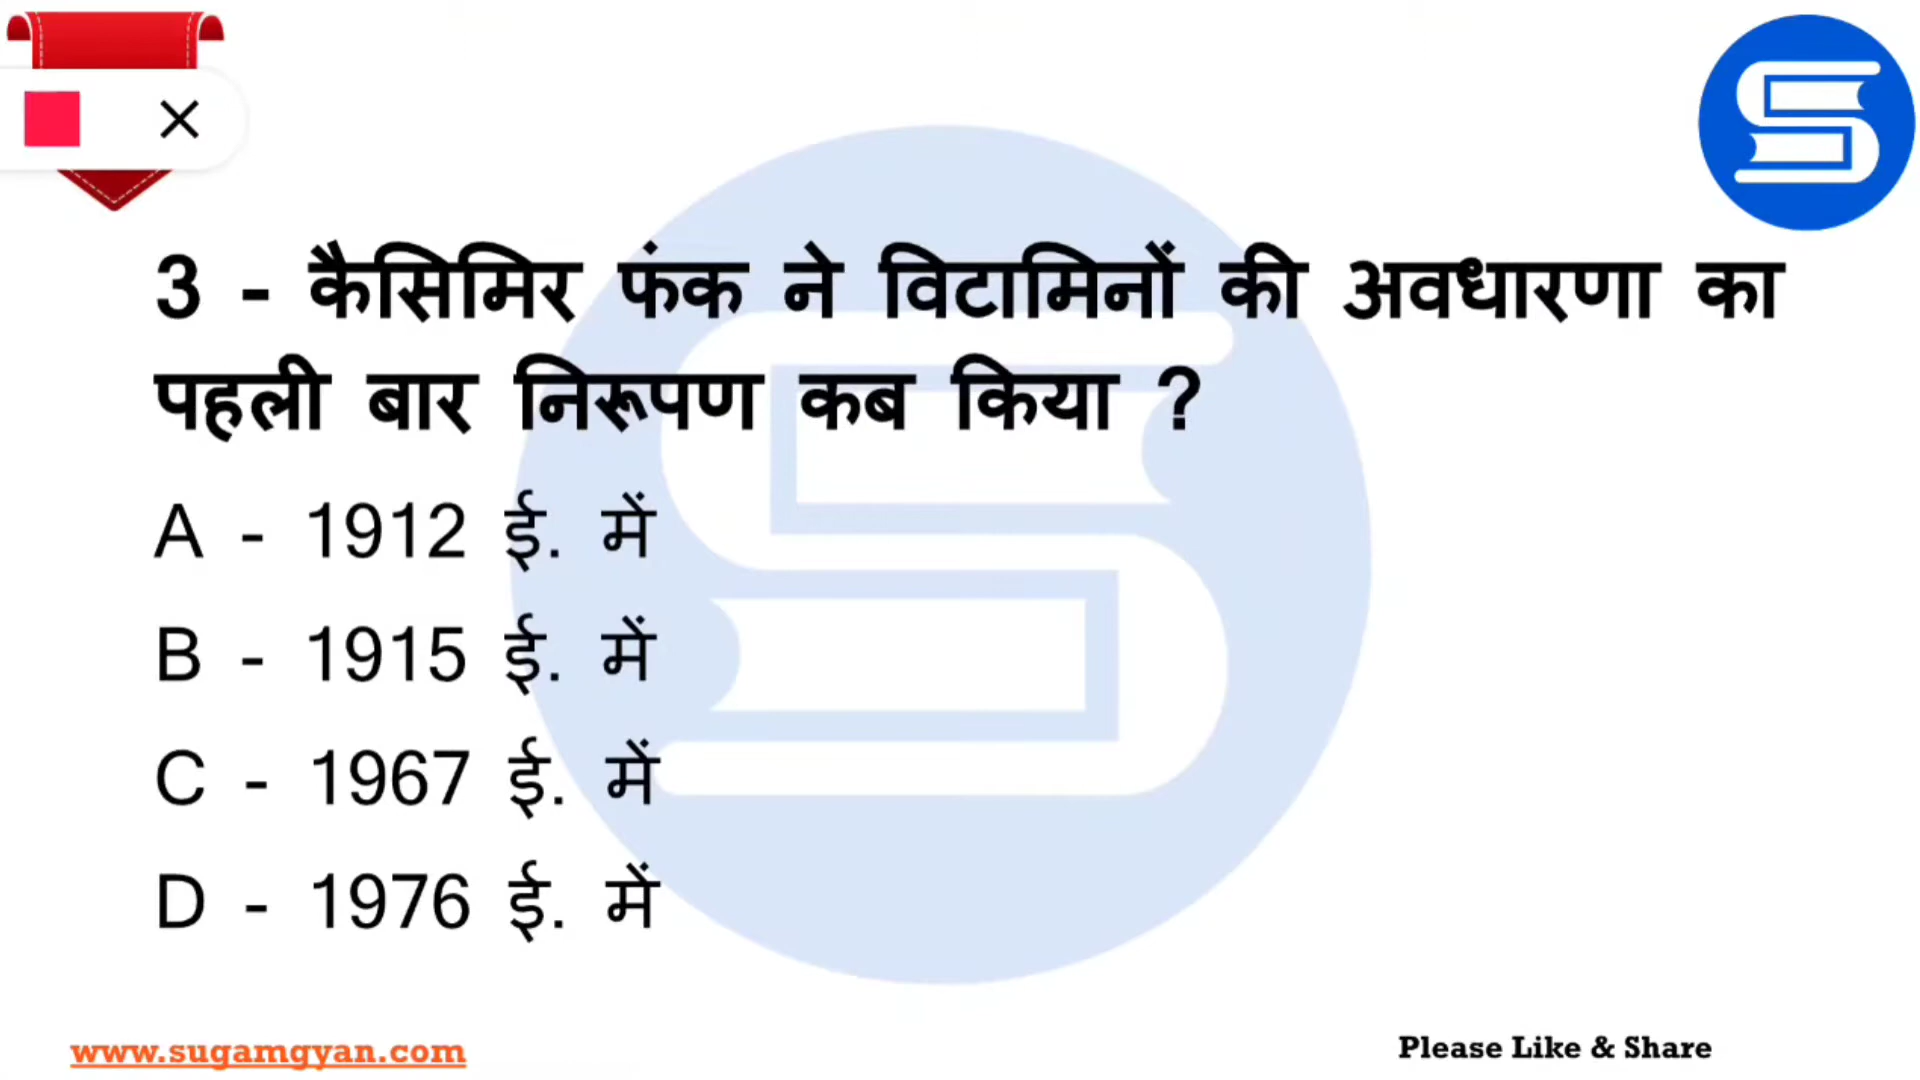 3 - कैसिमिर फंक ने विटामिनों की अवधारणा का
पहली बार निरूपण कब किया ?
A - 1912 ई. में
B - 1915 ई. में
C - 1967 ई. में
D - 1976 ई. में
www.sugamgyan.com
Please Like & Share